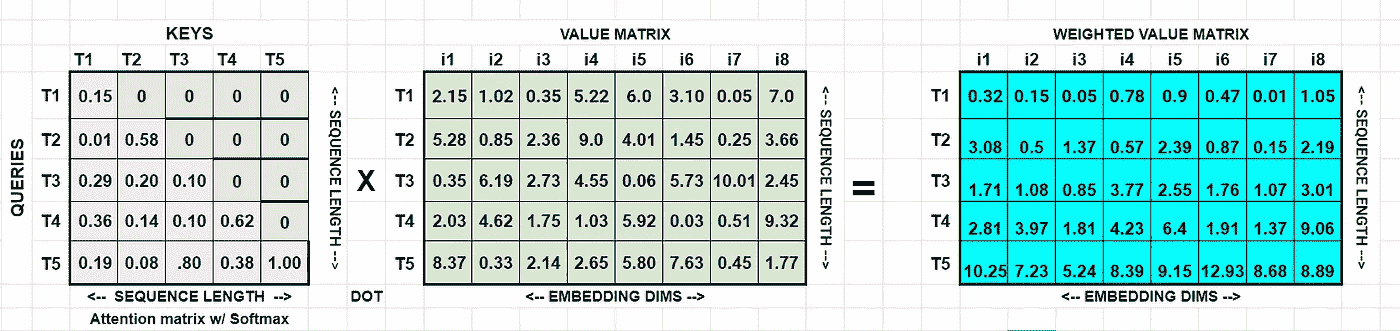 KEYS VALUE MATRIX WEIGHTED VALUE MATRIX
T1 T2 T3 T4 T5 i1 i2 i3 i4 i5 i6 i7 i8 i1 i2 i3 i4 i5 i6 i7 i8
T1 0.15 0 0 0 0 T1 2.15 1.02 0.35 5.22 6.0 3.10 0.05 7.0 T1 0.32 0.15 0.05 0.78 0.9 0.47 0.01 1.05
T2 0.01 0.58 0 0 0 T2 5.28 0.85 2.36 9.0 4.01 1.45 0.25 3.66 T2 3.08 0.5 1.37 0.57 2.39 0.87 0.15 2.19
T3 0.29 0.20 0.10 0 0 X T3 0.35 6.19 2.73 4.55 0.06 5.73 10.01 2.45 = T3 1.71 1.08 0.85 3.77 2.55 1.76 1.07 3.01
T4 0.36 0.14 0.10 0.62 0 T4 2.03 4.62 1.75 1.03 5.92 0.03 0.51 9.32 T4 2.81 3.97 1.81 4.23 6.4 1.91 1.37 9.06
T5 0.19 0.08 .80 0.38 1.00 T5 8.37 0.33 2.14 2.65 5.80 7.63 0.45 1.77 T5 10.25 7.23 5.24 8.39 9.15 12.93 8.68 8.89
QUERIES
<-- SEQUENCE LENGTH -->
<-- SEQUENCE LENGTH -->
<-- SEQUENCE LENGTH -->
<-- SEQUENCE LENGTH --> DOT <-- EMBEDDING DIMS --> <-- EMBEDDING DIMS -->
Attention matrix w/ Softmax